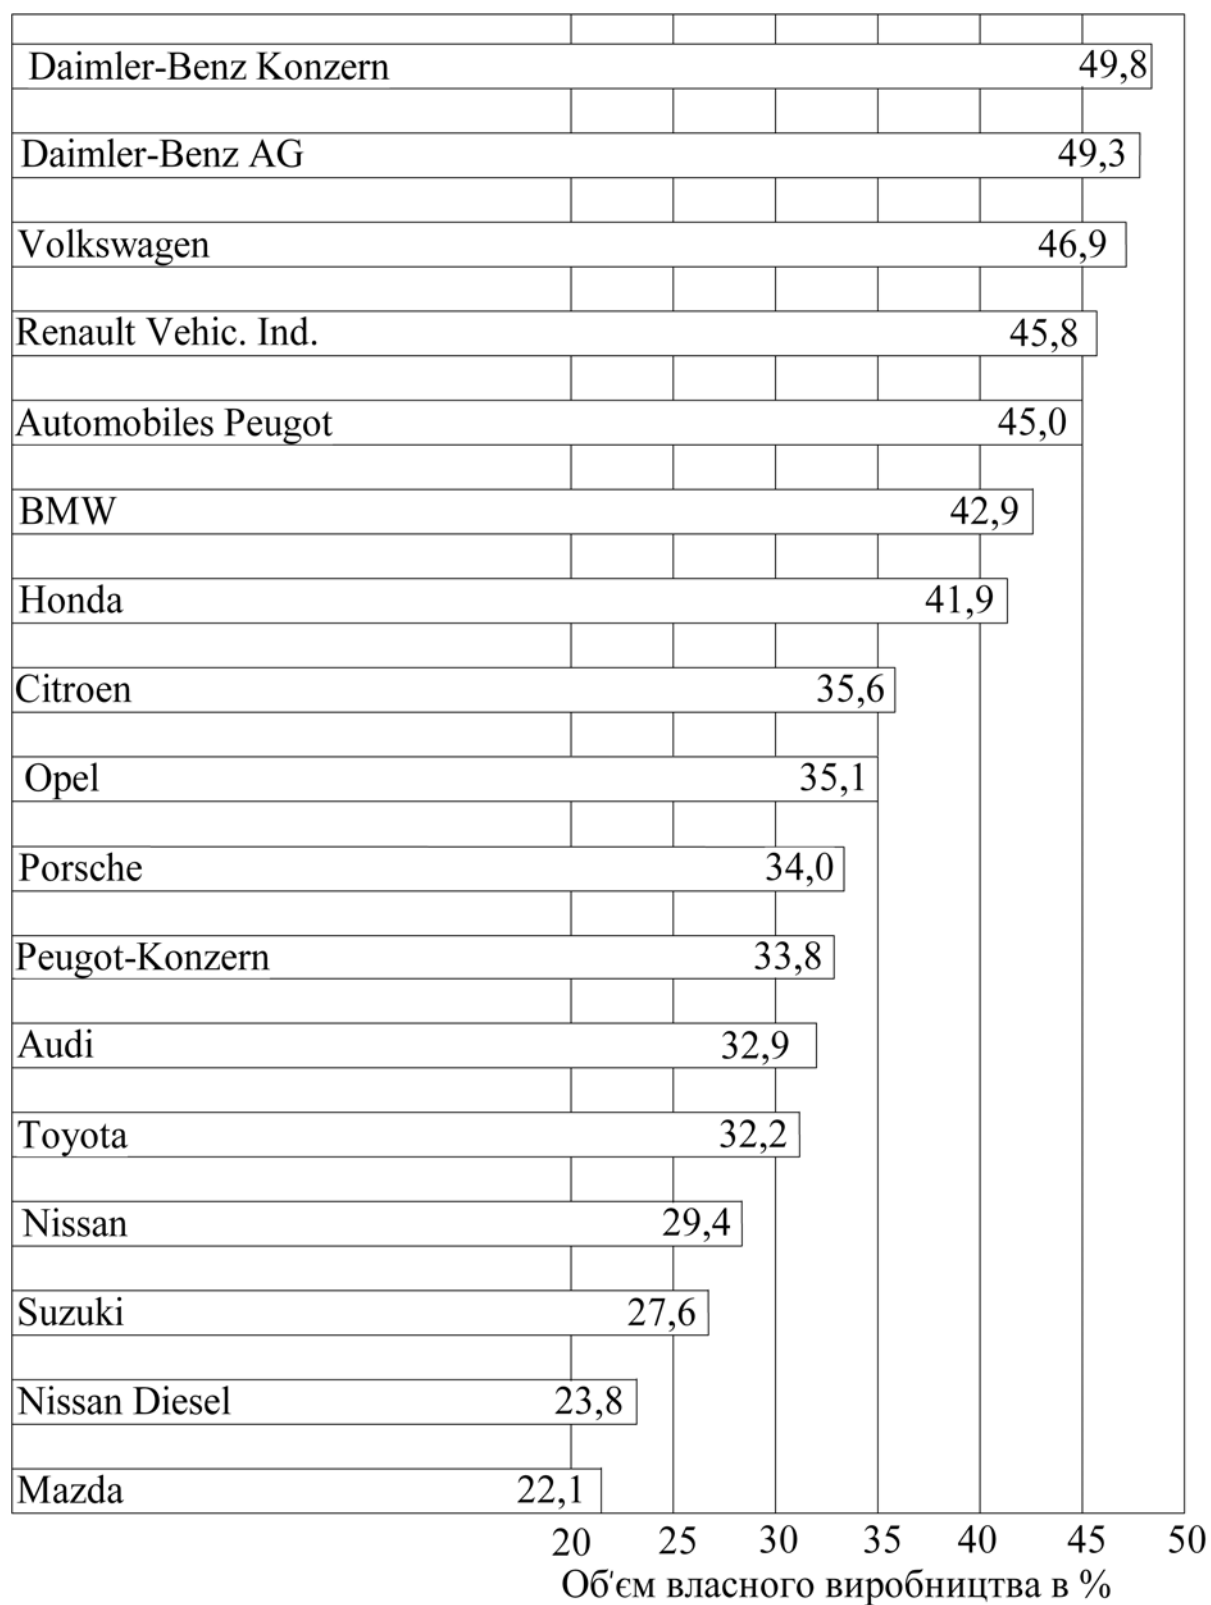 Daimler-Benz Konzern 49,8
Daimler-Benz AG 49,3
Volkswagen 46,9
Renault Vehic. Ind. 45,8
Automobiles Peugot 45,0
BMW 42,9
Honda 41,9
Citroen 35,6
Opel 35,1
Porsche 34,0
Peugot-Konzern 33,8
Audi 32,9
Toyota 32,2
Nissan 29,4
Suzuki 27,6
Nissan Diesel 23,8
Mazda 22,1
20 25 30 35 40 45 50
Об'єм власного виробництва в %